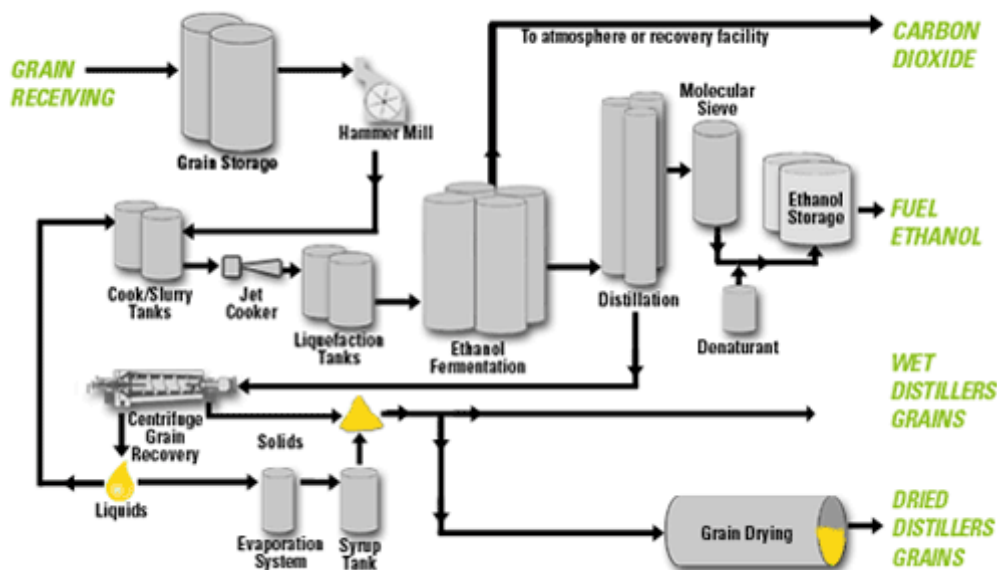 To atmosphere or recovery facility
CARBON
DIOXIDE
GRAIN
RECEIVING
Grain Storage
Hammer Mill
Molecular
Sieve
Ethanol
Storage
FUEL
ETHANOL
Cook/Slurry
Tanks
Jet
Cooker
Liquefaction
Tanks
Ethanol
Fermentation
Distillation
Denaturant
WET
DISTILLERS
GRAINS
Centrifuge
Grain
Recovery
Solids
Liquids
Evaporation
System
Syrup
Tank
Grain Drying
DRIED
DISTILLERS
GRAINS